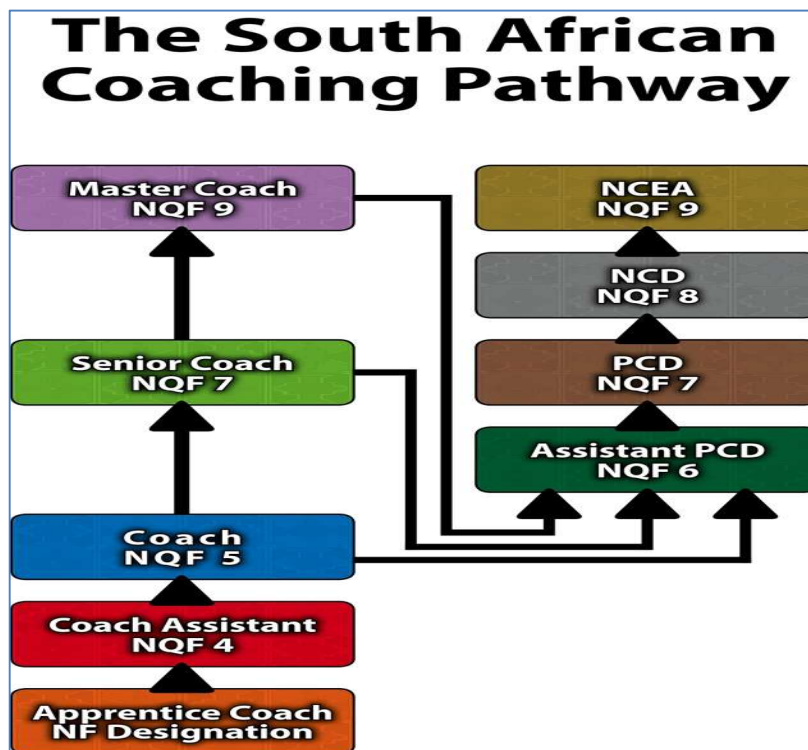 The South African
Coaching Pathway
Master Coach
NQF 9
Senior Coach
NQF 7
Coach
NQF 5
Coach Assistant
NQF 4
Apprentice Coach
NF Designation
NCEA
NQF 9
NCD
NQF 8
PCD
NQF 7
Assistant PCD
NQF 6